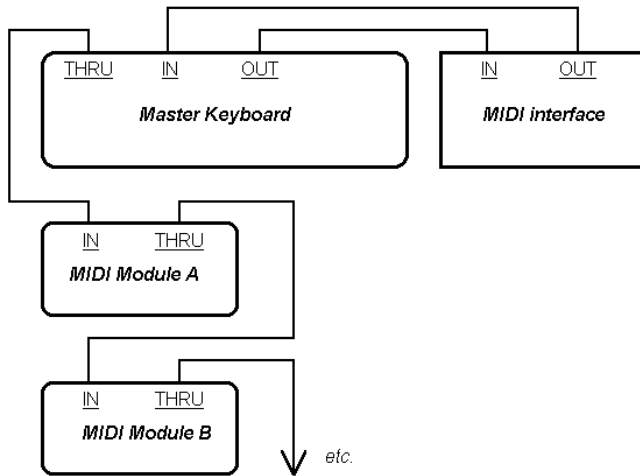 THRU IN OUT IN OUT
Master Keyboard MIDI interface
IN THRU
MIDI Module A
IN THRU
MIDI Module B
etc.